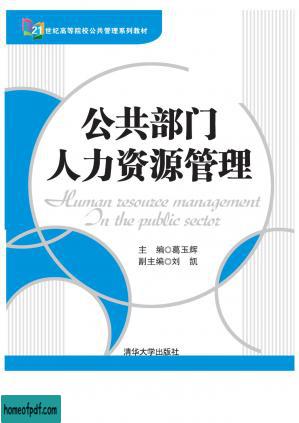 21世纪高等院校公共管理系列教材
公共部门
人力资源管理
Human resource management
In the public sector
主　编　葛玉辉
副主编　刘　凯
清华大学出版社
homeofpdf.com